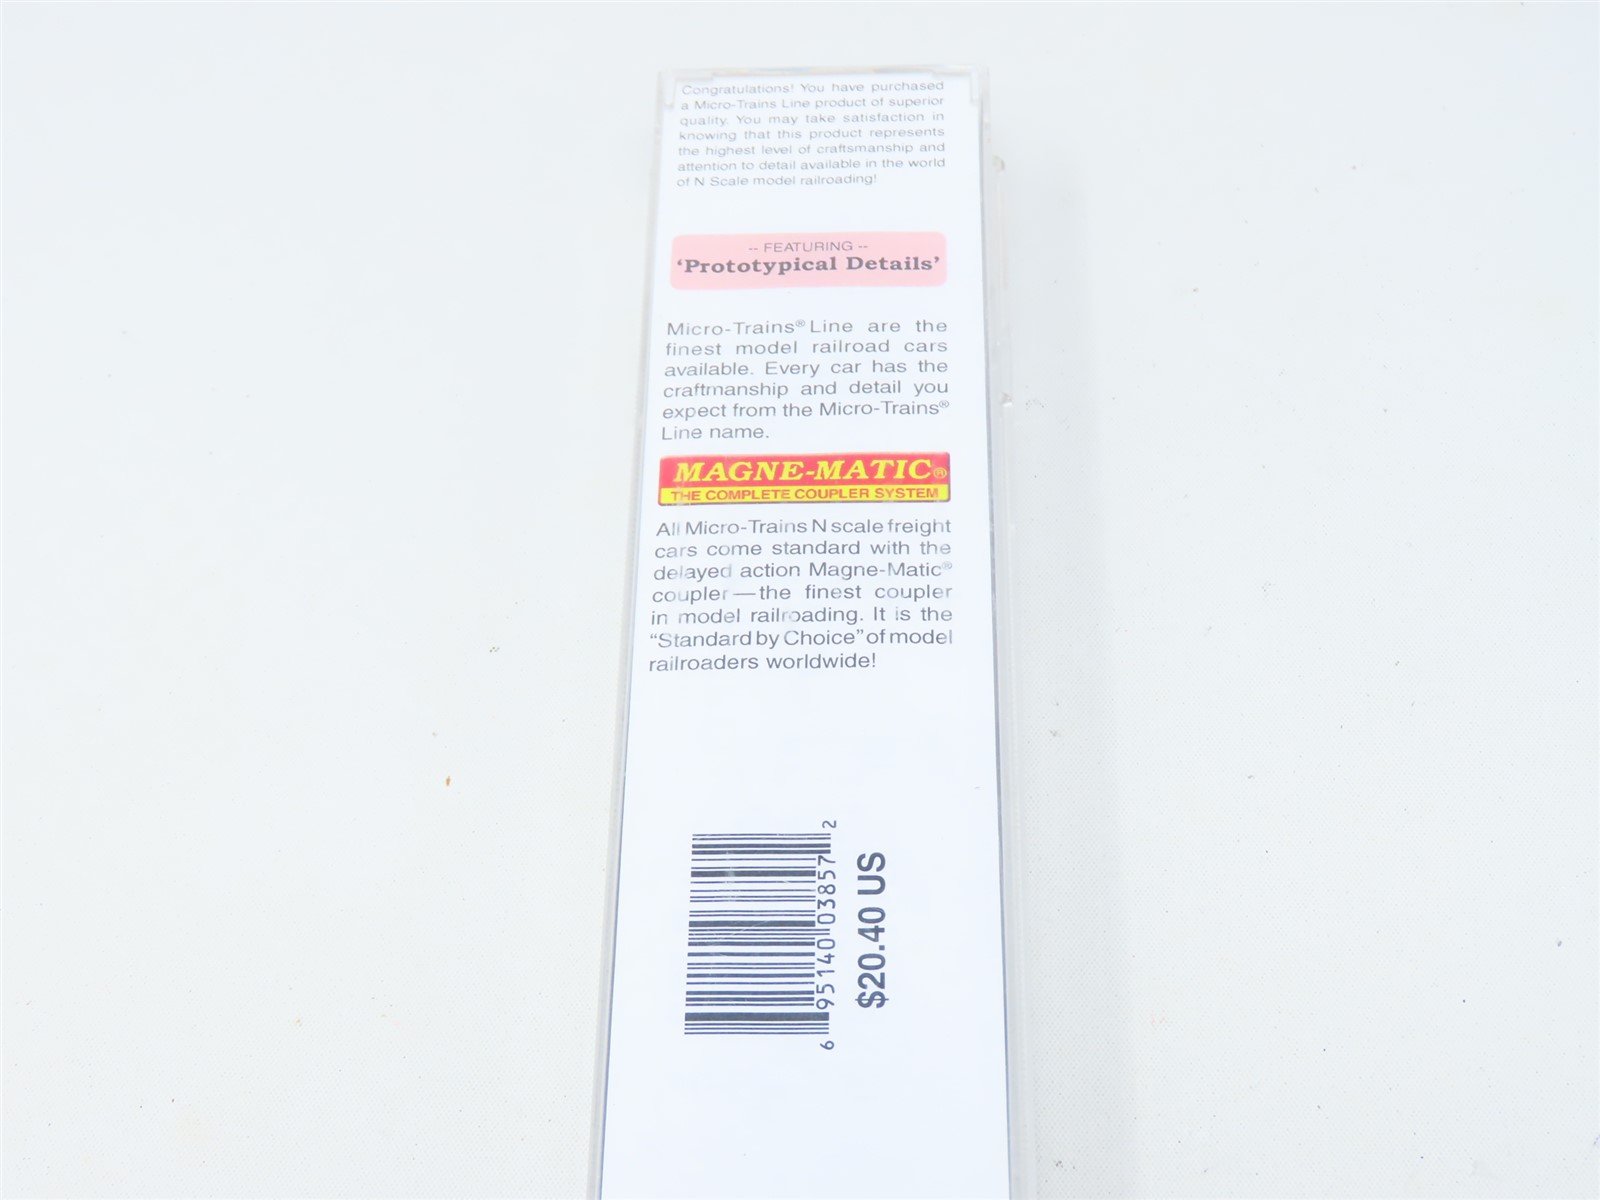 Congratulations! You have purchased
a Micro-Trains Line product of superior
quality. You may take satisfaction in
knowing that this product represents
the highest level of craftsmanship and
attention to detail available in the world
of N Scale model railroading!
-- FEATURING --
‘Prototypical Details’
Micro-Trains® Line are the
finest model railroad cars
available. Every car has the
craftmanship and detail you
expect from the Micro-Trains®
Line name.
MAGNE-MATIC®
THE COMPLETE COUPLER SYSTEM
All Micro-Trains N scale freight
cars come standard with the
delayed action Magne-Matic®
coupler—the finest coupler
in model railroading. It is the
“Standard by Choice” of model
railroaders worldwide!
6 95140 03857 2
$20.40 US